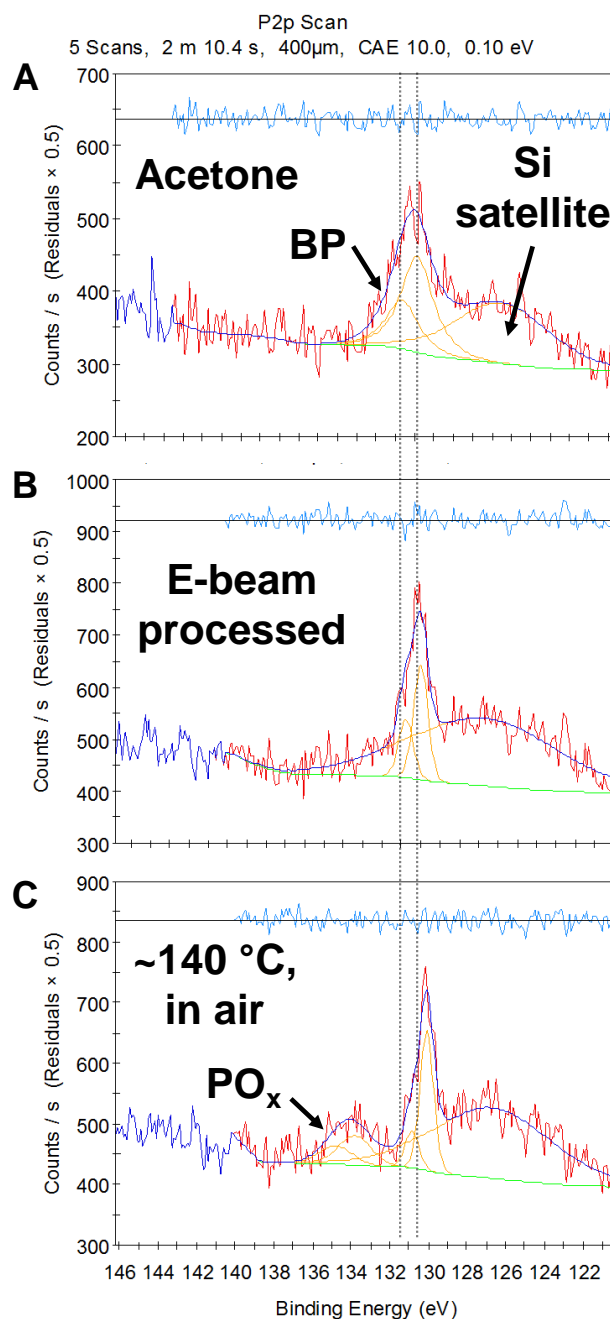 P2p Scan
5 Scans, 2 m 10.4 s, 400µm, CAE 10.0, 0.10 eV
A
700
600
500
400
300
200
Counts / s (Residuals × 0.5)
Acetone
BP
Si
satellite
B
1000
900
800
700
600
500
400
300
Counts / s (Residuals × 0.5)
E-beam
processed
C
900
800
700
600
500
400
300
Counts / s (Residuals × 0.5)
~140 °C,
in air
POx
146 144 142 140 138 136 134 132 130 128 126 124 122
Binding Energy (eV)